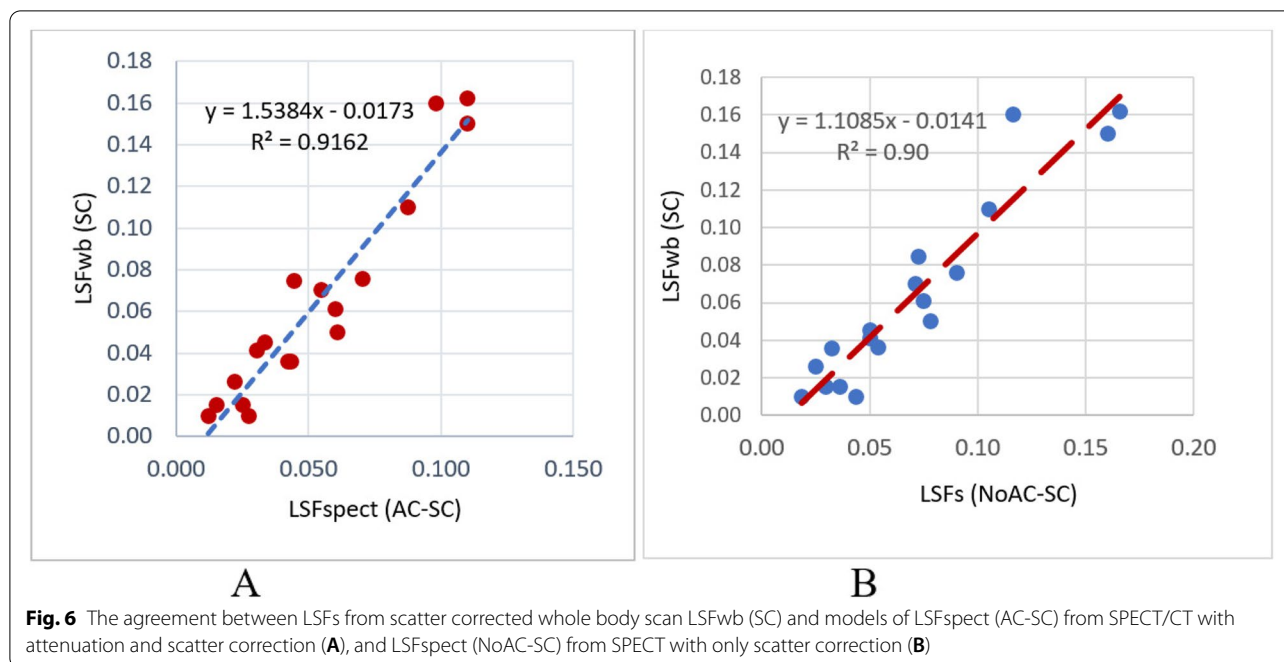 0.18
0.16
0.14
0.12
0.10
0.08
0.06
0.04
0.02
0.00
LSFwb (SC)
y = 1.5384x - 0.0173
R² = 0.9162
0.000 0.050 0.100 0.150
LSFspect (AC-SC)
A
0.18
0.16
0.14
0.12
0.10
0.08
0.06
0.04
0.02
0.00
LSFwb (SC)
y = 1.1085x - 0.0141
R² = 0.90
0.00 0.05 0.10 0.15 0.20
LSFs (NoAC-SC)
B
Fig. 6 The agreement between LSFs from scatter corrected whole body scan LSFwb (SC) and models of LSFspect (AC-SC) from SPECT/CT with
attenuation and scatter correction (A), and LSFspect (NoAC-SC) from SPECT with only scatter correction (B)